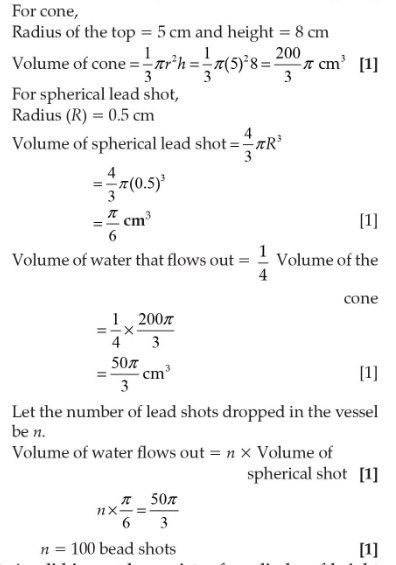 For cone,
Radius of the top = 5 cm and height = 8 cm
Volume of cone = 1/3 πr²h = 1/3 π(5)²8 = 200/3 π cm³ [1]
For spherical lead shot,
Radius (R) = 0.5 cm
Volume of spherical lead shot = 4/3 πR³
= 4/3 π(0.5)³
= π/6 cm³ [1]
Volume of water that flows out = 1/4 Volume of the
cone
= 1/4 × 200π/3
= 50π/3 cm³ [1]
Let the number of lead shots dropped in the vessel
be n.
Volume of water flows out = n × Volume of
spherical shot [1]
n × π/6 = 50π/3
n = 100 bead shots [1]